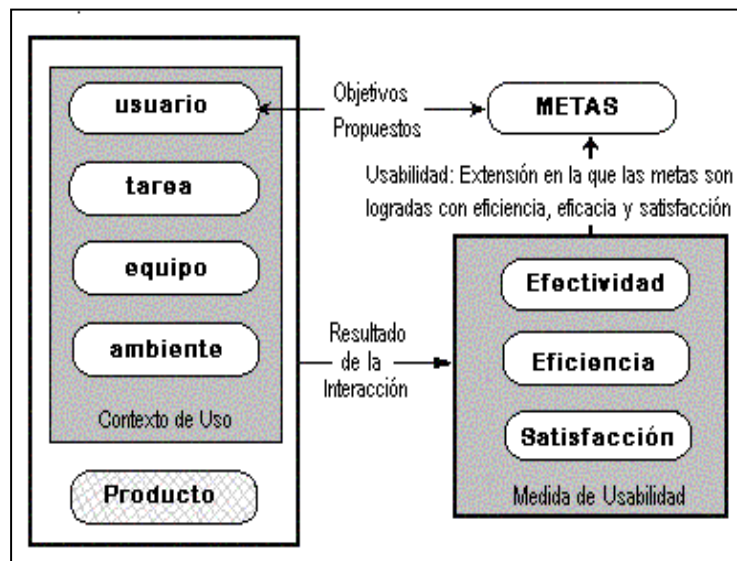 usuario
tarea
equipo
ambiente
Contexto de Uso
Producto
Objetivos
Propuestos
METAS
Usabilidad: Extensión en la que las metas son
logradas con eficiencia, eficacia y satisfacción
Resultado
de la
Interacción
Efectividad
Eficiencia
Satisfacción
Medida de Usabilidad